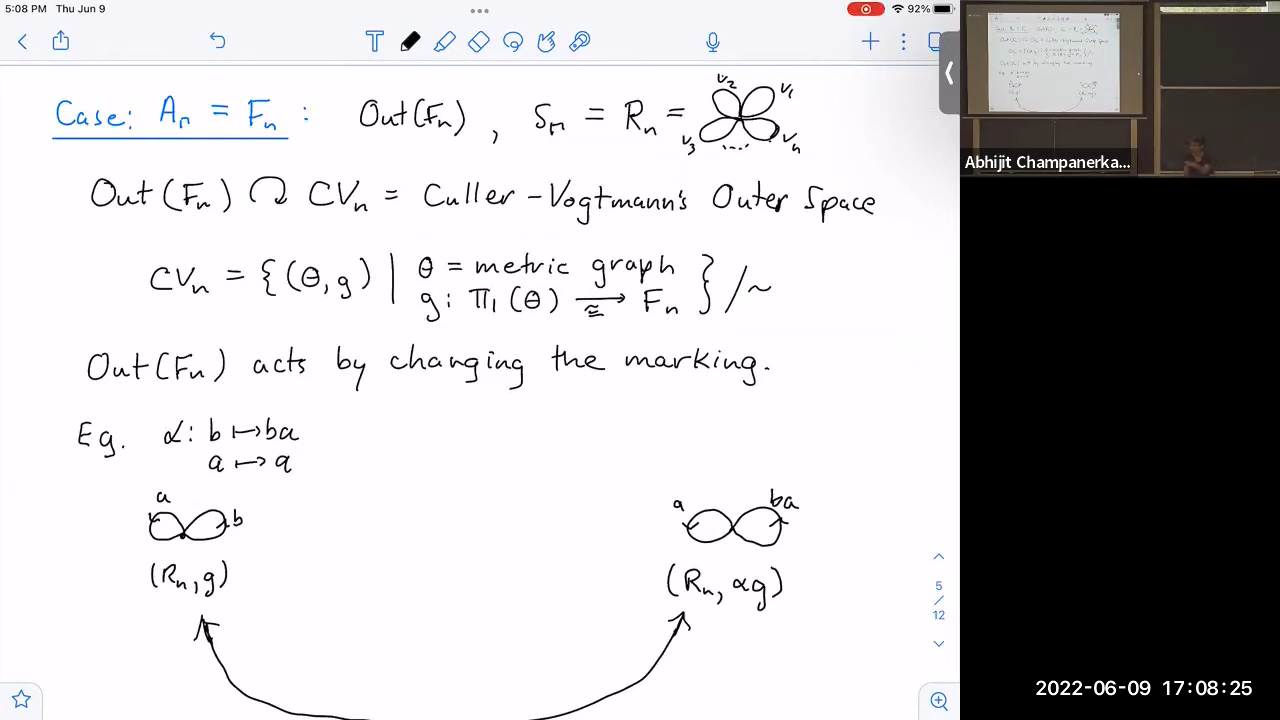 5:08 PM Thu Jun 9
92%
Case: A_Γ = F_n : Out(F_n) , S_Γ = R_n =
v_2 v_1 v_3 ... v_n
Out(F_n) ↻ CV_n = Culler-Vogtmann's Outer Space
CV_n = {(Θ, g) | Θ = metric graph
g: π_1(Θ) ≅→ F_n } /~
Out(F_n) acts by changing the marking.
Eg. α: b ↦ ba
a ↦ a
a b
a ba
(R_n, g)
(R_n, αg)
5
/
12
Abhijit Champanerka...
2022-06-09 17:08:25